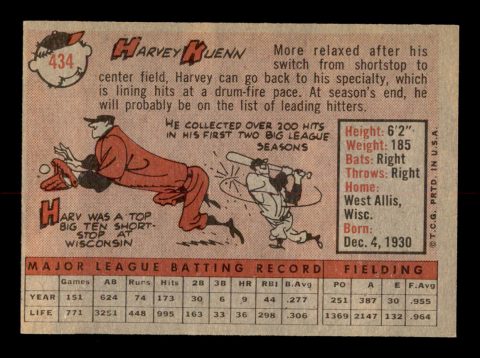 434
HARVEY KUENN
More relaxed after his
switch from shortstop to
center field, Harvey can go back to his specialty, which
is lining hits at a drum-fire pace. At season's end, he
will probably be on the list of leading hitters.
HE COLLECTED OVER 200 HITS
IN HIS FIRST TWO BIG LEAGUE
SEASONS
HARV WAS A TOP
BIG TEN SHORT-
STOP AT
WISCONSIN
Height: 6'2"
Weight: 185
Bats: Right
Throws: Right
Home:
West Allis,
Wisc.
Born:
Dec. 4, 1930
© T.C.G. PRTD. IN U.S.A.
MAJOR LEAGUE BATTING RECORD FIELDING
Games AB Runs Hits 2B 3B HR RBI B.Avg PO A E F.Avg
YEAR 151 624 74 173 30 6 9 44 .277 251 387 30 .955
LIFE 771 3251 448 995 163 33 36 298 .306 1369 2147 132 .964